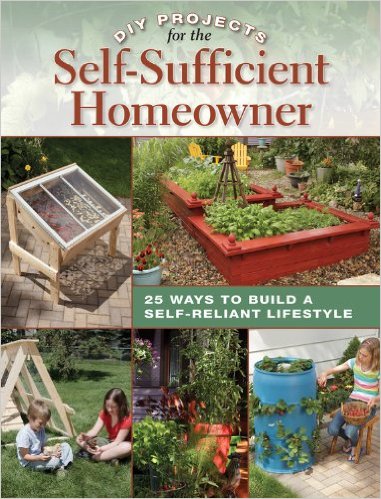 DIY PROJECTS
for the
Self-Sufficient
Homeowner
25 WAYS TO BUILD A
SELF-RELIANT LIFESTYLE